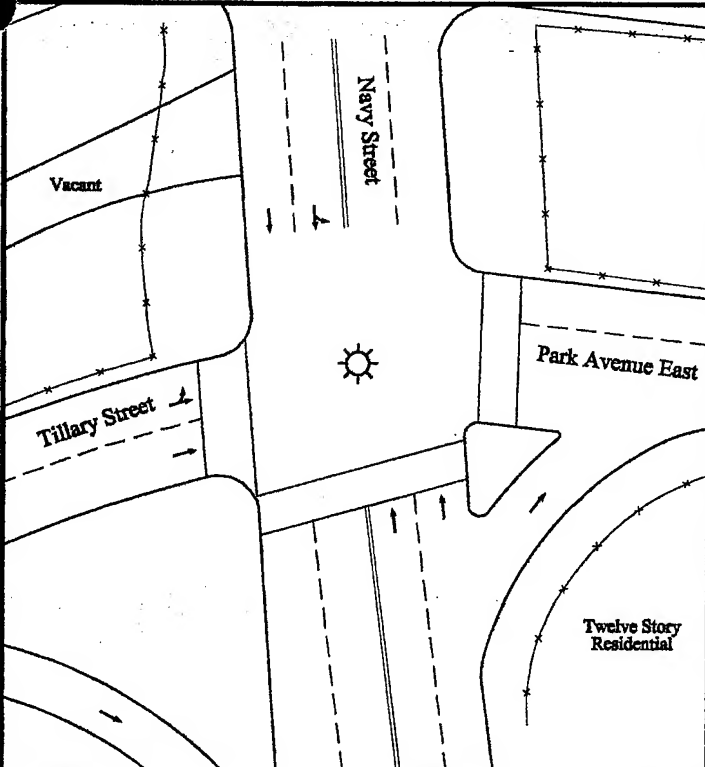 Navy Street
Vacant
Park Avenue East
Tillary Street
Twelve Story
Residential